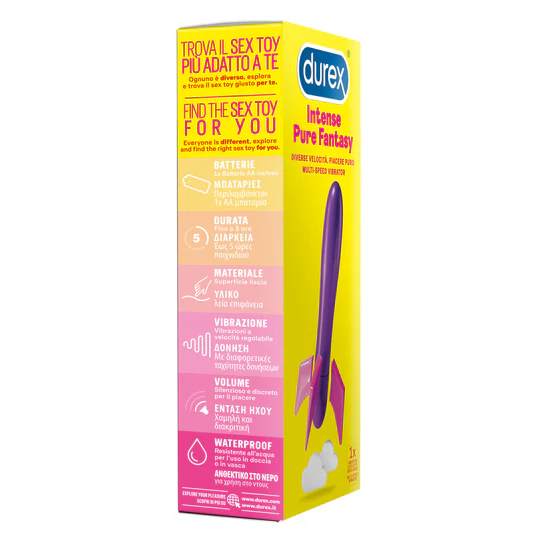 TROVA IL SEX TOY
PIÙ ADATTO A TE
Ognuno è diverso, esplora
e trova il sex toy giusto per te.
FIND THE SEX TOY
FOR YOU
Everyone is different, explore
and find the right sex toy for you.
BATTERIE
1x Batteria AA inclusa
ΜΠΑΤΑΡΙΕΣ
Περιλαμβάνεται
1x AA μπαταρία
5
DURATA
Fino a 5 ore
ΔΙΑΡΚΕΙΑ
Έως 5 ώρες
παιχνιδιού
MATERIALE
Superficie liscia
ΥΛΙΚΟ
λεία επιφάνεια
VIBRAZIONE
Vibrazioni a
velocità regolabile
ΔΟΝΗΣΗ
Με διαφορετικές
ταχύτητες δονήσεων
VOLUME
Silenzioso e discreto
per il piacere
ΕΝΤΑΣΗ ΗΧΟΥ
Χαμηλή και
διακριτική
WATERPROOF
Resistente all'acqua
per l'uso in doccia
o in vasca
ΑΝΘΕΚΤΙΚΟ ΣΤΟ ΝΕΡΟ
για χρήση στο ντους
EXPLORE YOUR PLEASURE
SCOPRI DI PIÙ SU
www.durex.com
www.durex.it
durex
Intense
Pure Fantasy
DIVERSE VELOCITÀ, PIACERE PURO
MULTI-SPEED VIBRATOR
1x